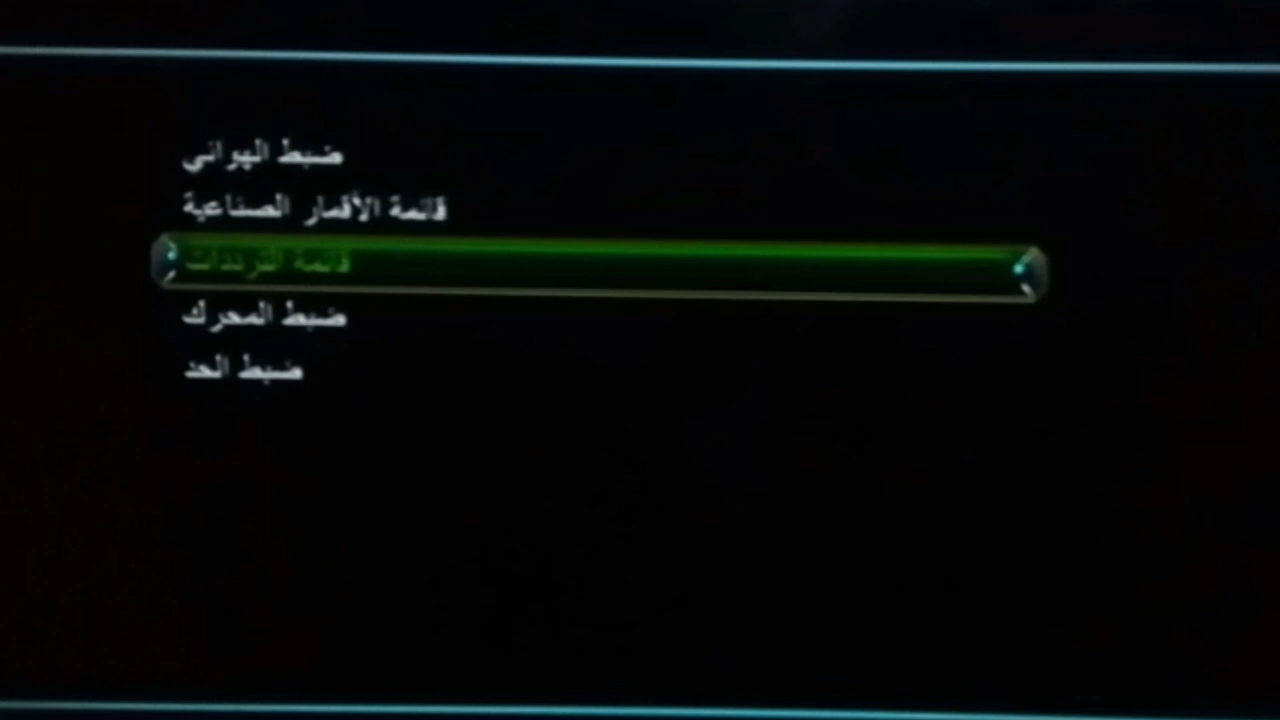 ضبط الهوائي
قائمة الأقمار الصناعية
قائمة الترددات
ضبط المحرك
ضبط الحد